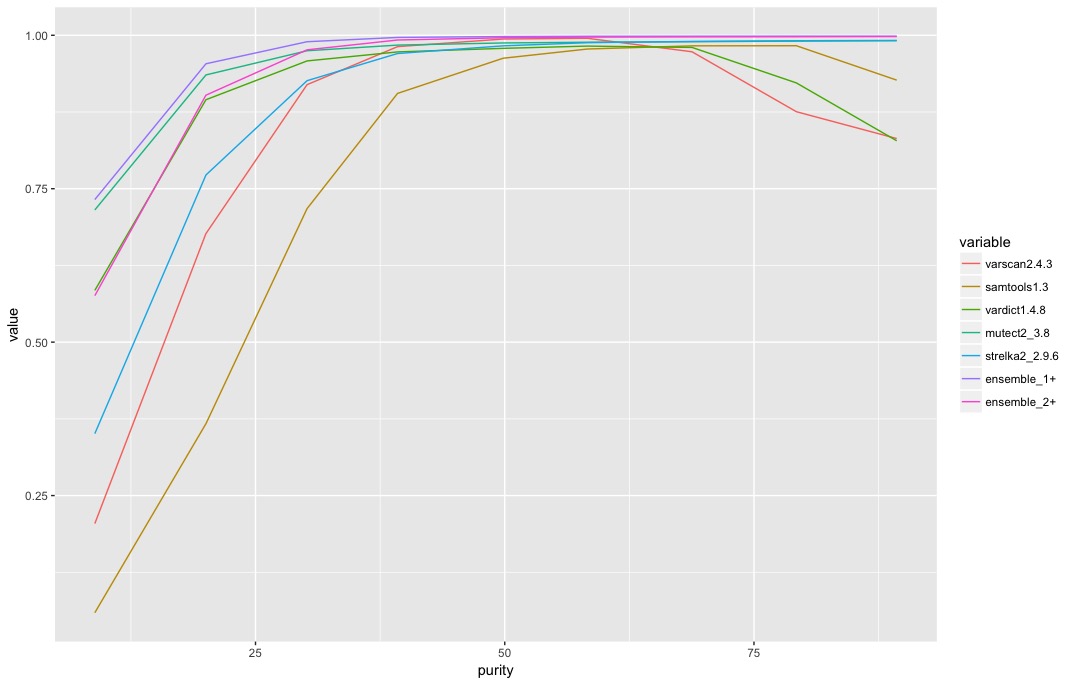 1.00
0.75
0.50
0.25
value
25
50
75
purity
variable
varscan2.4.3
samtools1.3
vardict1.4.8
mutect2_3.8
strelka2_2.9.6
ensemble_1+
ensemble_2+